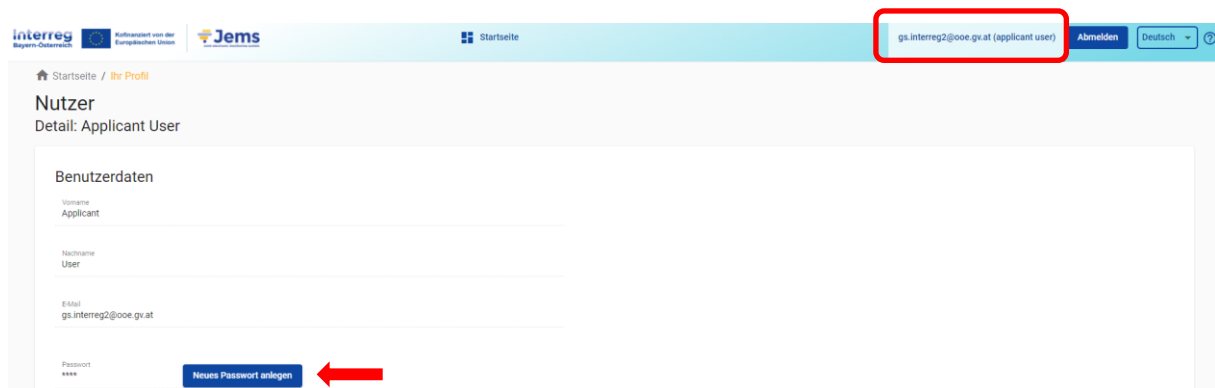 Interreg
Bayern-Österreich
Kofinanziert von der
Europäischen Union
Jems
Startseite
gs.interreg2@ooe.gv.at (applicant user)
Abmelden
Deutsch
Startseite / Ihr Profil
Nutzer
Detail: Applicant User
Benutzerdaten
Vorname
Applicant
Nachname
User
E-Mail
gs.interreg2@ooe.gv.at
Passwort
****
Neues Passwort anlegen